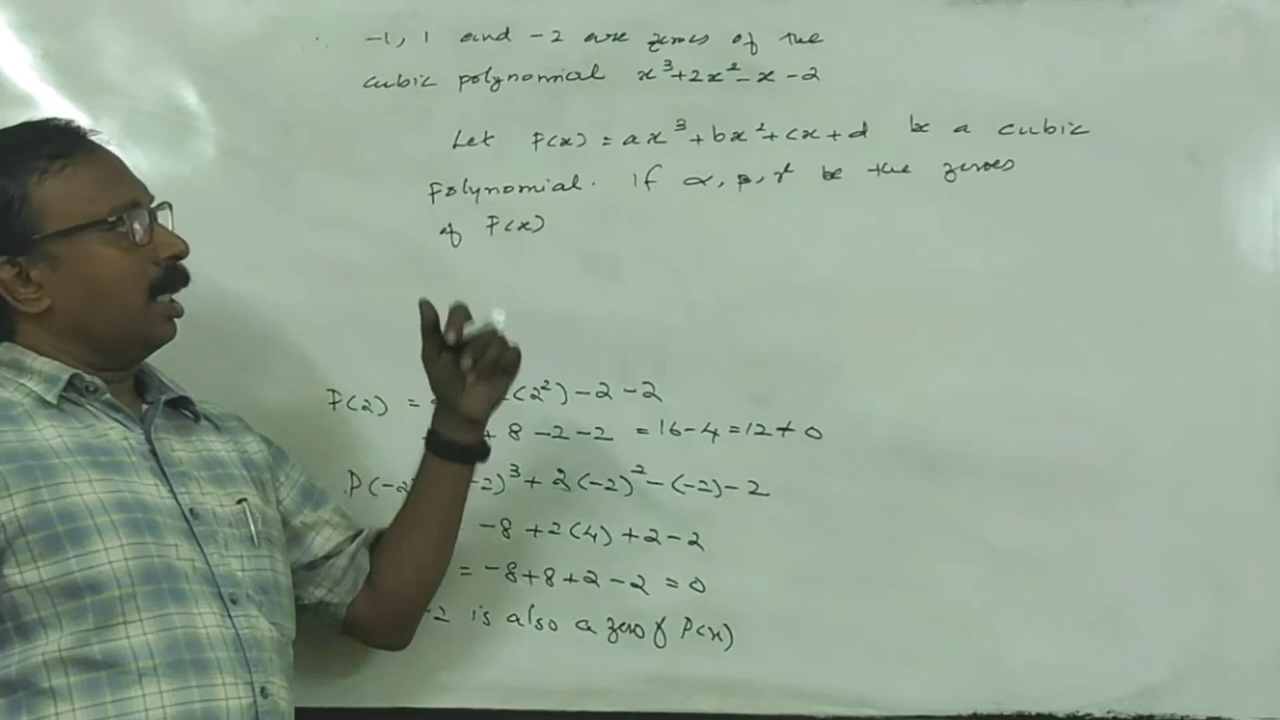 -1, 1 and -2 are zeroes of the
cubic polynomial x³+2x²-x-2
Let P(x) = ax³+bx²+cx+d be a cubic
Polynomial. If α, β, γ be the zeroes
of P(x)
P(2) = (2²)-2-2
+ 8-2-2 = 16-4=12≠0
P(-2 -2)³+2(-2)²-(-2)-2
-8+2(4)+2-2
= -8+8+2-2 = 0
-2 is also a zero of P(x)